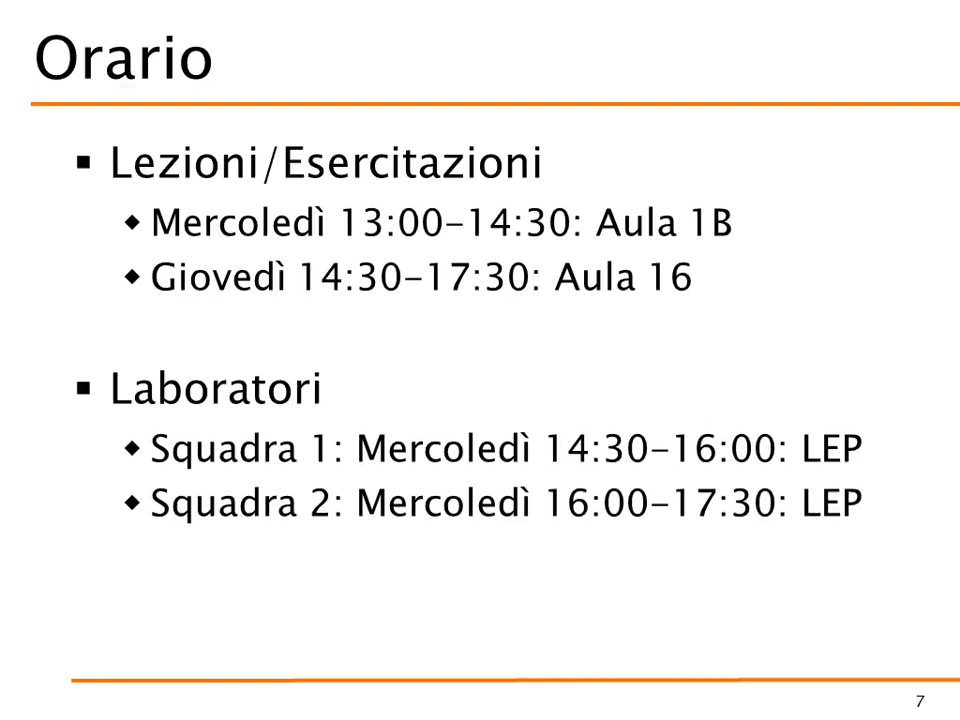 Orario
Lezioni/Esercitazioni
Mercoledì 13:00-14:30: Aula 1B
Giovedì 14:30-17:30: Aula 16
Laboratori
Squadra 1: Mercoledì 14:30-16:00: LEP
Squadra 2: Mercoledì 16:00-17:30: LEP
7